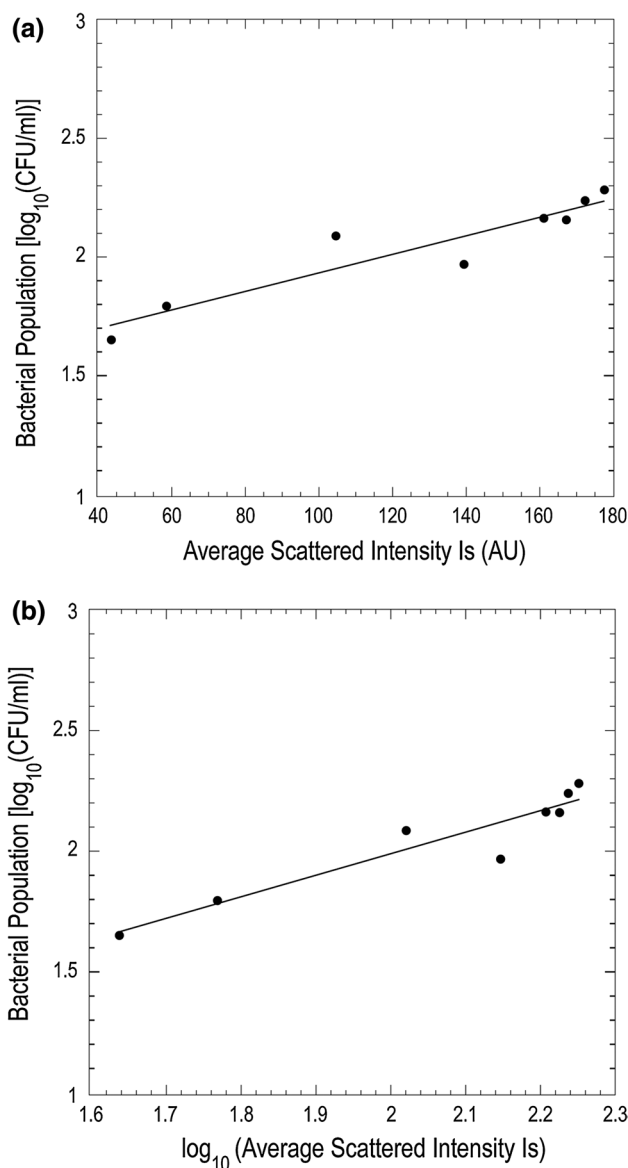 (a)
3
2.5
2
1.5
1
Bacterial Population [log10(CFU/ml)]
40 60 80 100 120 140 160 180
Average Scattered Intensity Is (AU)
(b)
3
2.5
2
1.5
1
Bacterial Population [log10(CFU/ml)]
1.6 1.7 1.8 1.9 2 2.1 2.2 2.3
log10 (Average Scattered Intensity Is)